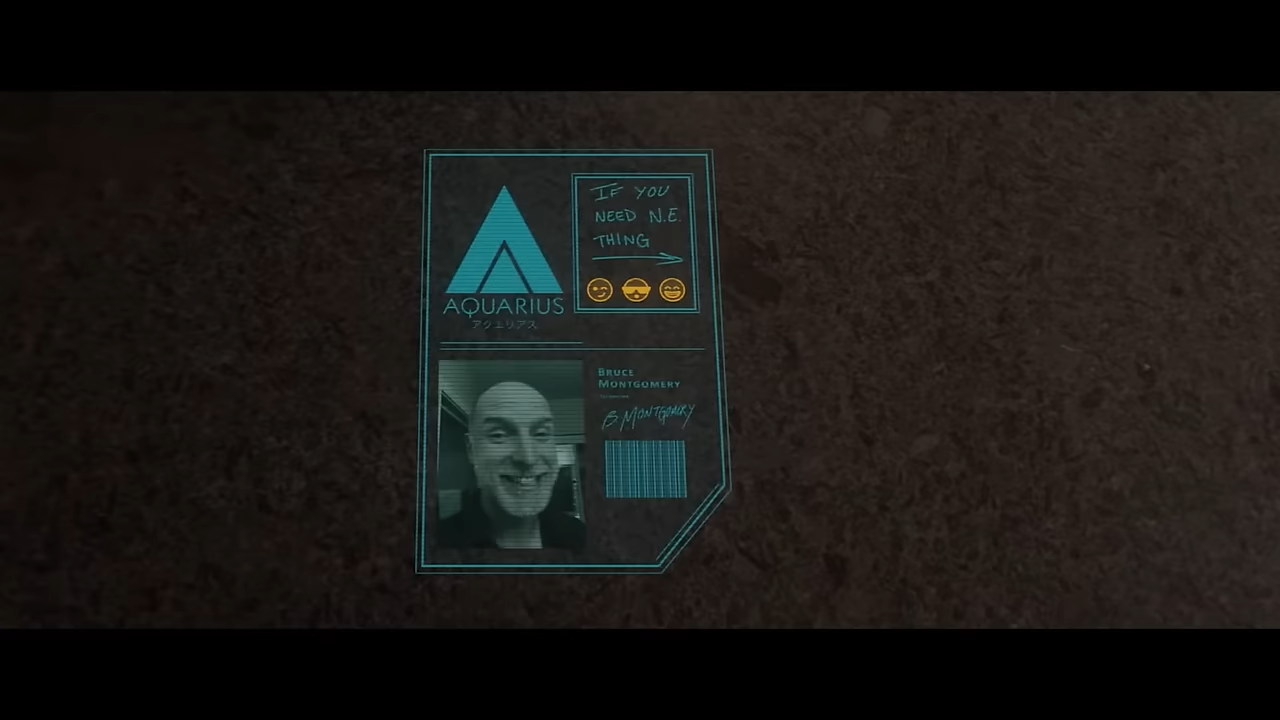 AQUARIUS
アクエリアス
IF YOU
NEED N.E.
THING
BRUCE
MONTGOMERY
B. MONTGOMERY